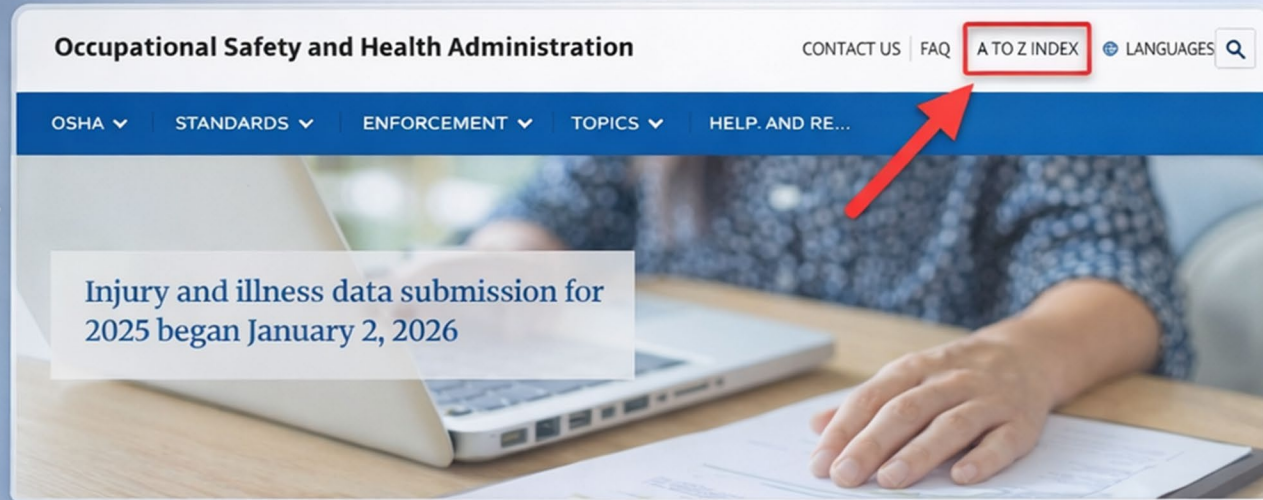 Occupational Safety and Health Administration
CONTACT US FAQ A TO Z INDEX LANGUAGES
OSHA STANDARDS ENFORCEMENT TOPICS HELP. AND RE...
Injury and illness data submission for
2025 began January 2, 2026